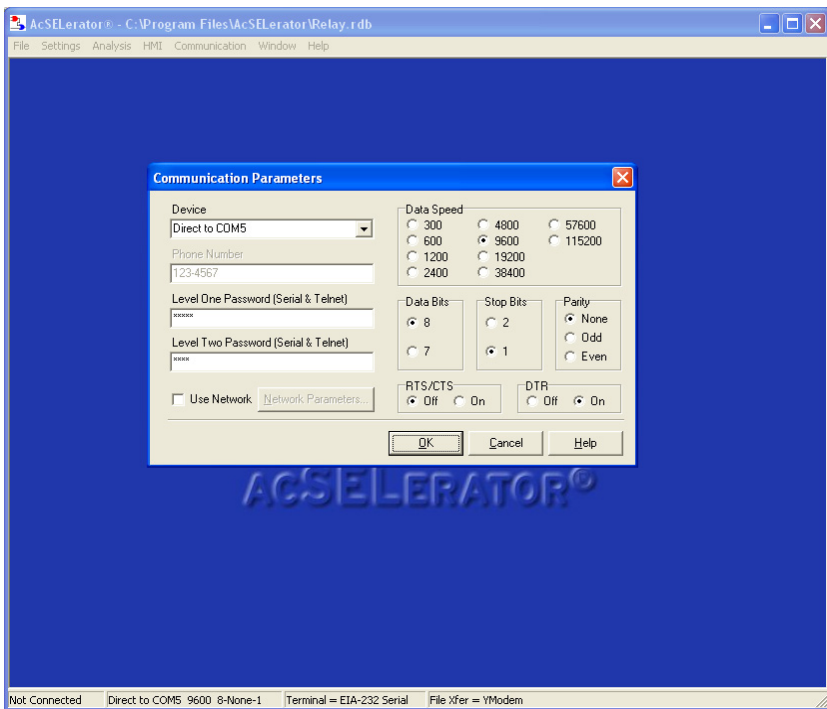 AcSELerator® - C:\Program Files\AcSELerator\Relay.rdb
File Settings Analysis HMI Communication Window Help
Communication Parameters
Device
Direct to COM5
Phone Number
123-4567
Level One Password (Serial & Telnet)
*****
Level Two Password (Serial & Telnet)
****
Use Network
Network Parameters...
Data Speed
300 4800 57600
600 9600 115200
1200 19200
2400 38400
Data Bits
8
7
Stop Bits
2
1
Parity
None
Odd
Even
RTS/CTS
Off On
DTR
Off On
OK Cancel Help
ACSELERATOR®
Not Connected Direct to COM5 9600 8-None-1 Terminal = EIA-232 Serial File Xfer = YModem